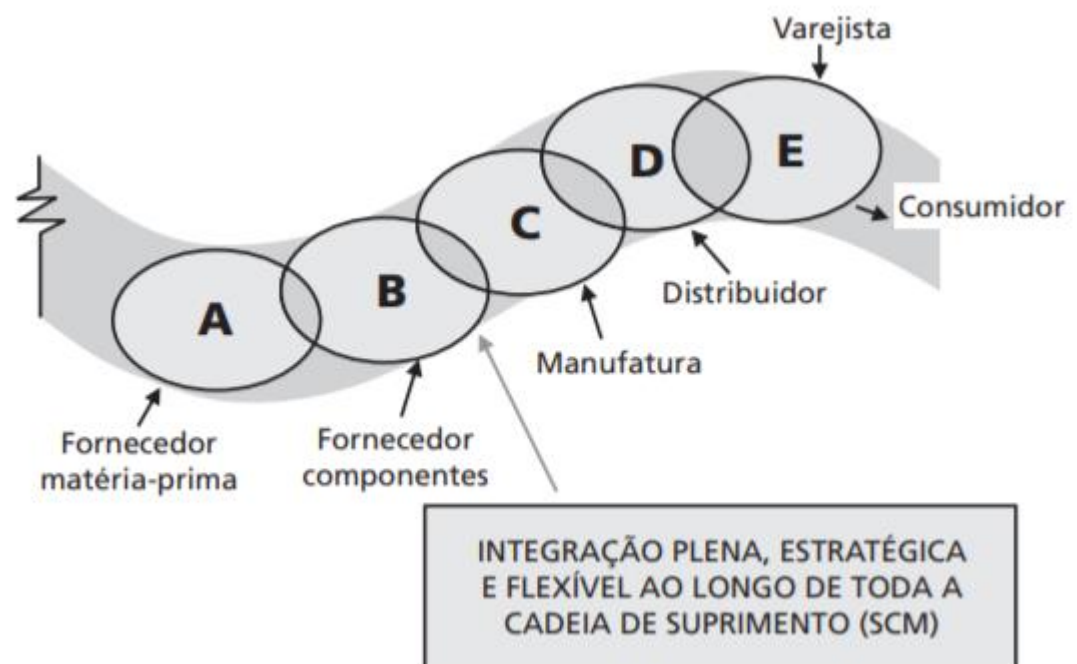 Varejista
D
E
C
Consumidor
B
Distribuidor
A
Manufatura
Fornecedor
matéria-prima
Fornecedor
componentes
INTEGRAÇÃO PLENA, ESTRATÉGICA
E FLEXÍVEL AO LONGO DE TODA A
CADEIA DE SUPRIMENTO (SCM)